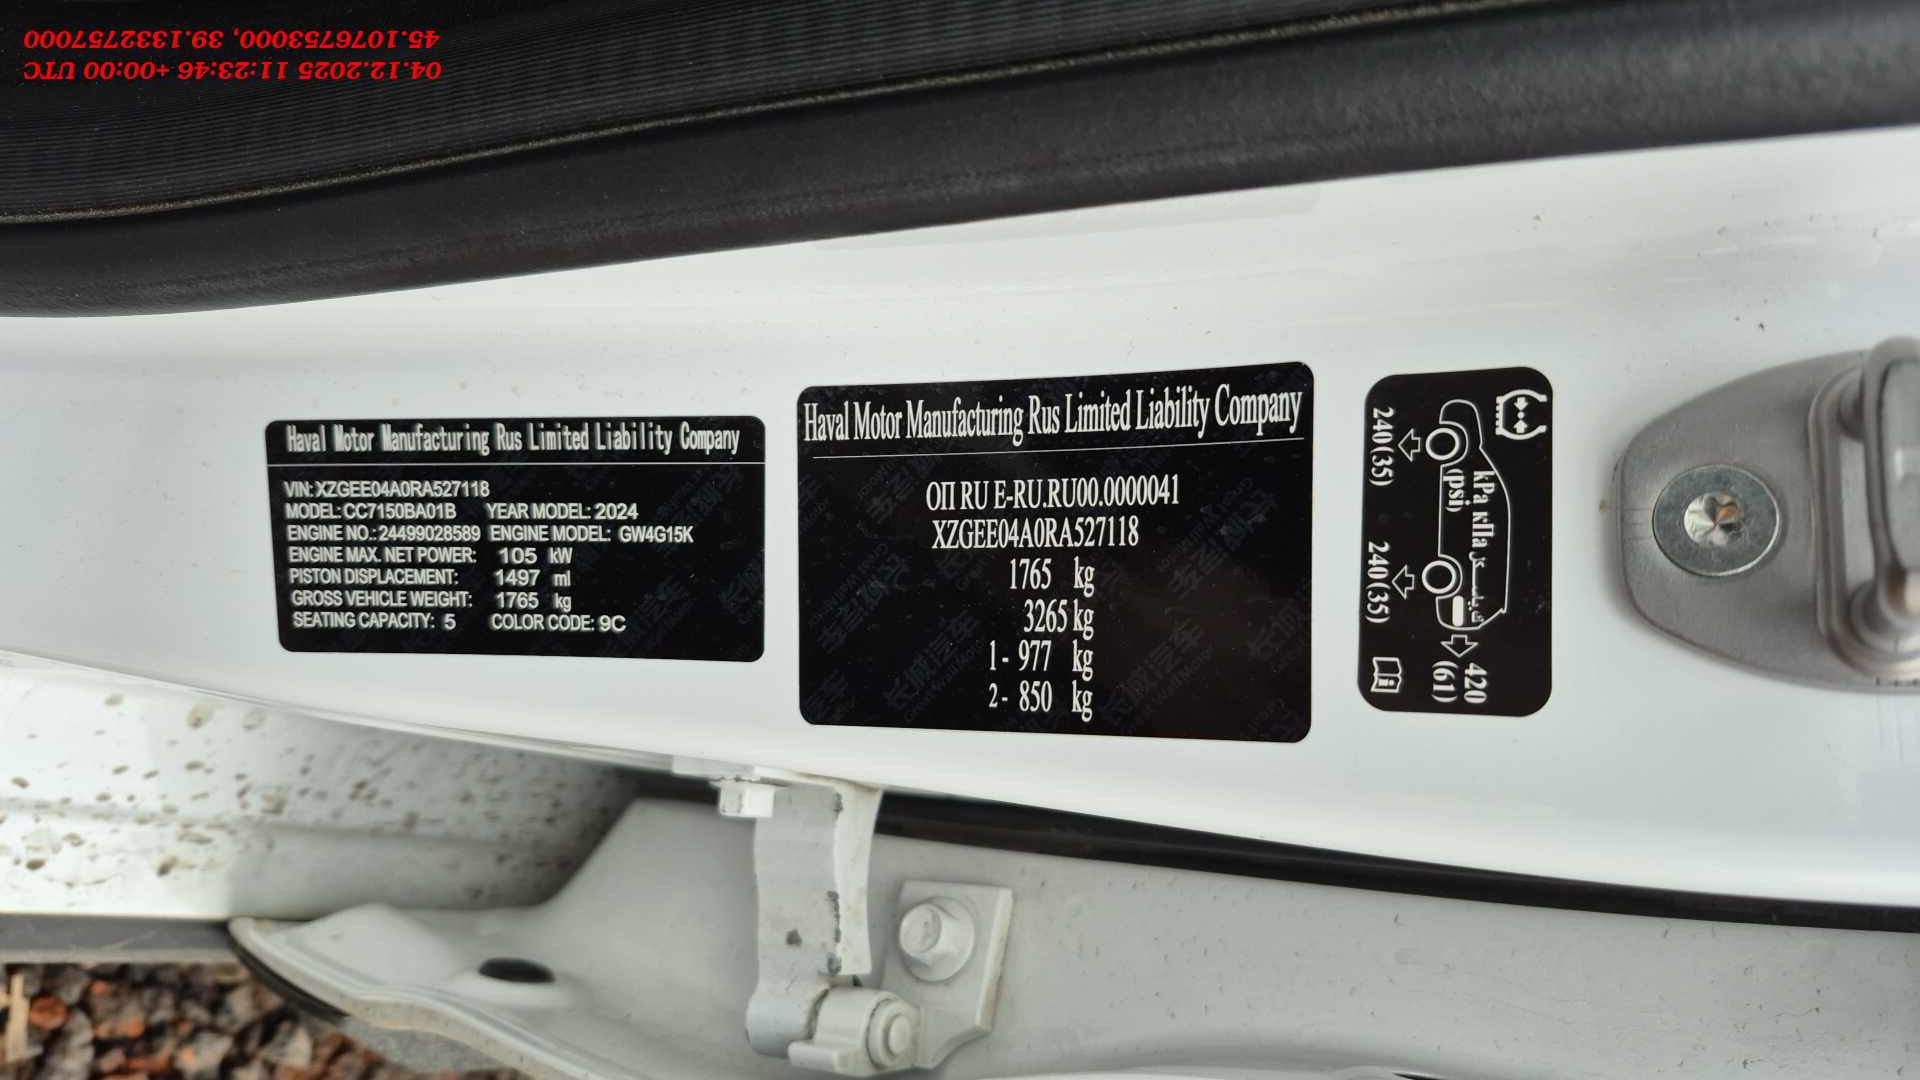 04.12.2025 11:23:46 +00:00 UTC
45.1076753000, 39.1332757000
Haval Motor Manufacturing Rus Limited Liability Company
VIN: XZGEE04A0RA527118
MODEL: CC7150BA01B YEAR MODEL: 2024
ENGINE NO.: 24499028589 ENGINE MODEL: GW4G15K
ENGINE MAX. NET POWER: 105 kW
PISTON DISPLACEMENT: 1497 ml
GROSS VEHICLE WEIGHT: 1765 kg
SEATING CAPACITY: 5 COLOR CODE: 9C
Haval Motor Manufacturing Rus Limited Liability Company
ОП RU E-RU.RU00.0000041
XZGEE04A0RA527118
1765 kg
3265 kg
1- 977 kg
2- 850 kg
kPa кПа
(psi)
240(35)
240(35)
420
(61)